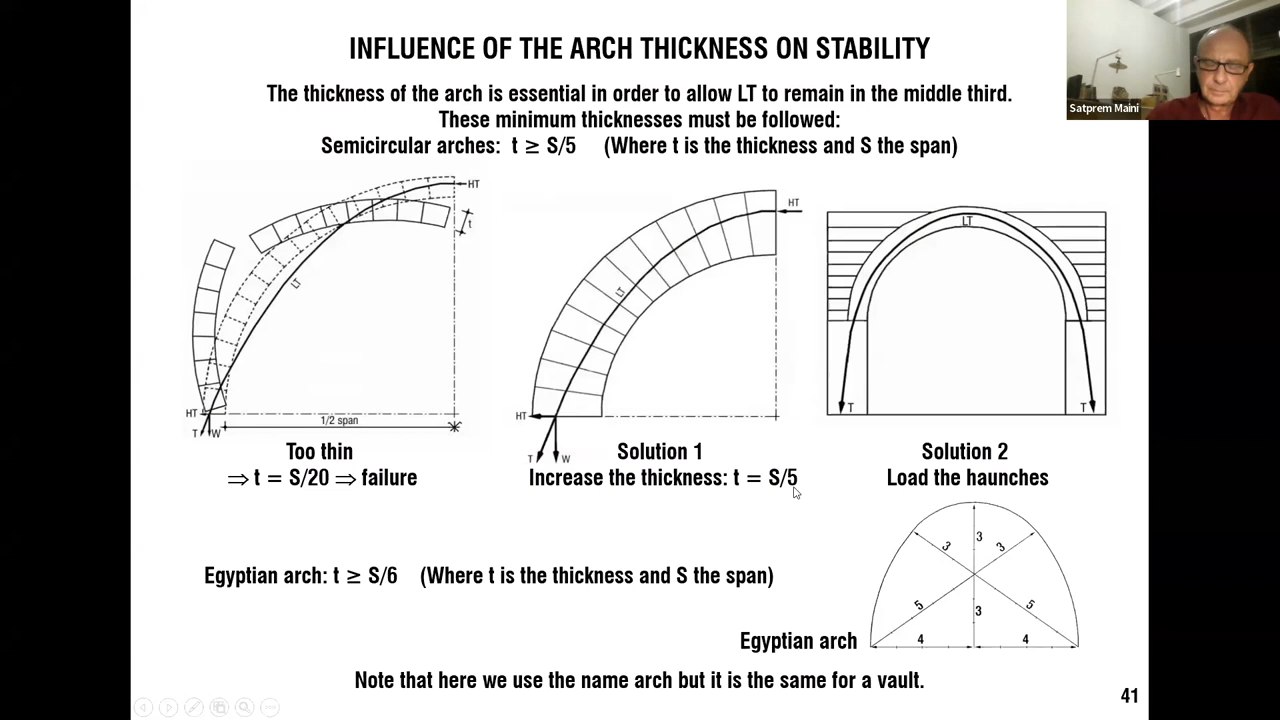 INFLUENCE OF THE ARCH THICKNESS ON STABILITY
Satprem Maini
The thickness of the arch is essential in order to allow LT to remain in the middle third.
These minimum thicknesses must be followed:
Semicircular arches: t ≥ S/5 (Where t is the thickness and S the span)
HT
t
LT
HT
T
W
1/2 span
HT
LT
HT
T
W
LT
T
T
Too thin
⇒ t = S/20 ⇒ failure
Solution 1
Increase the thickness: t = S/5
Solution 2
Load the haunches
3
3
3
5
3
5
4
4
Egyptian arch: t ≥ S/6 (Where t is the thickness and S the span)
Egyptian arch
Note that here we use the name arch but it is the same for a vault.
41